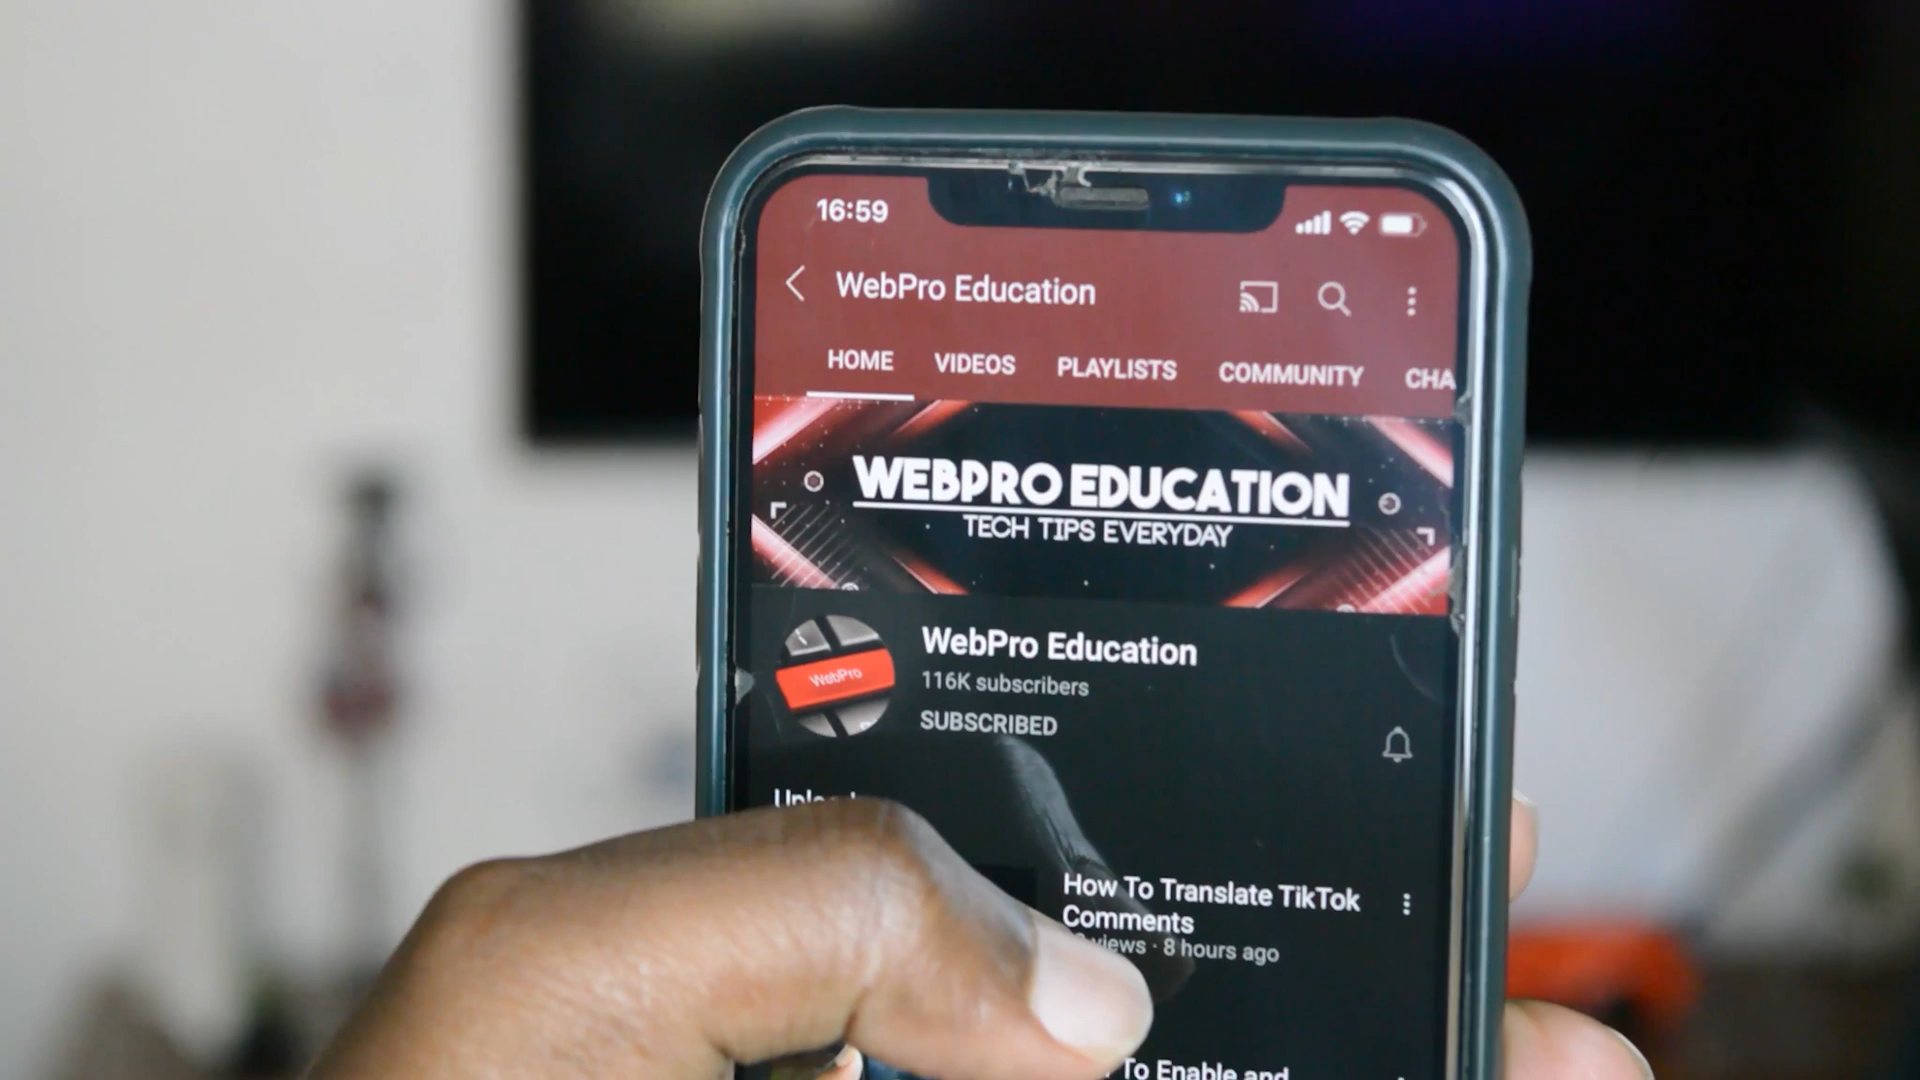 16:59
WebPro Education
HOME VIDEOS PLAYLISTS COMMUNITY CHA
WEBPRO EDUCATION
TECH TIPS EVERYDAY
WebPro
WebPro Education
116K subscribers
SUBSCRIBED
How To Translate TikTok
Comments
views · 8 hours ago
To Enable and